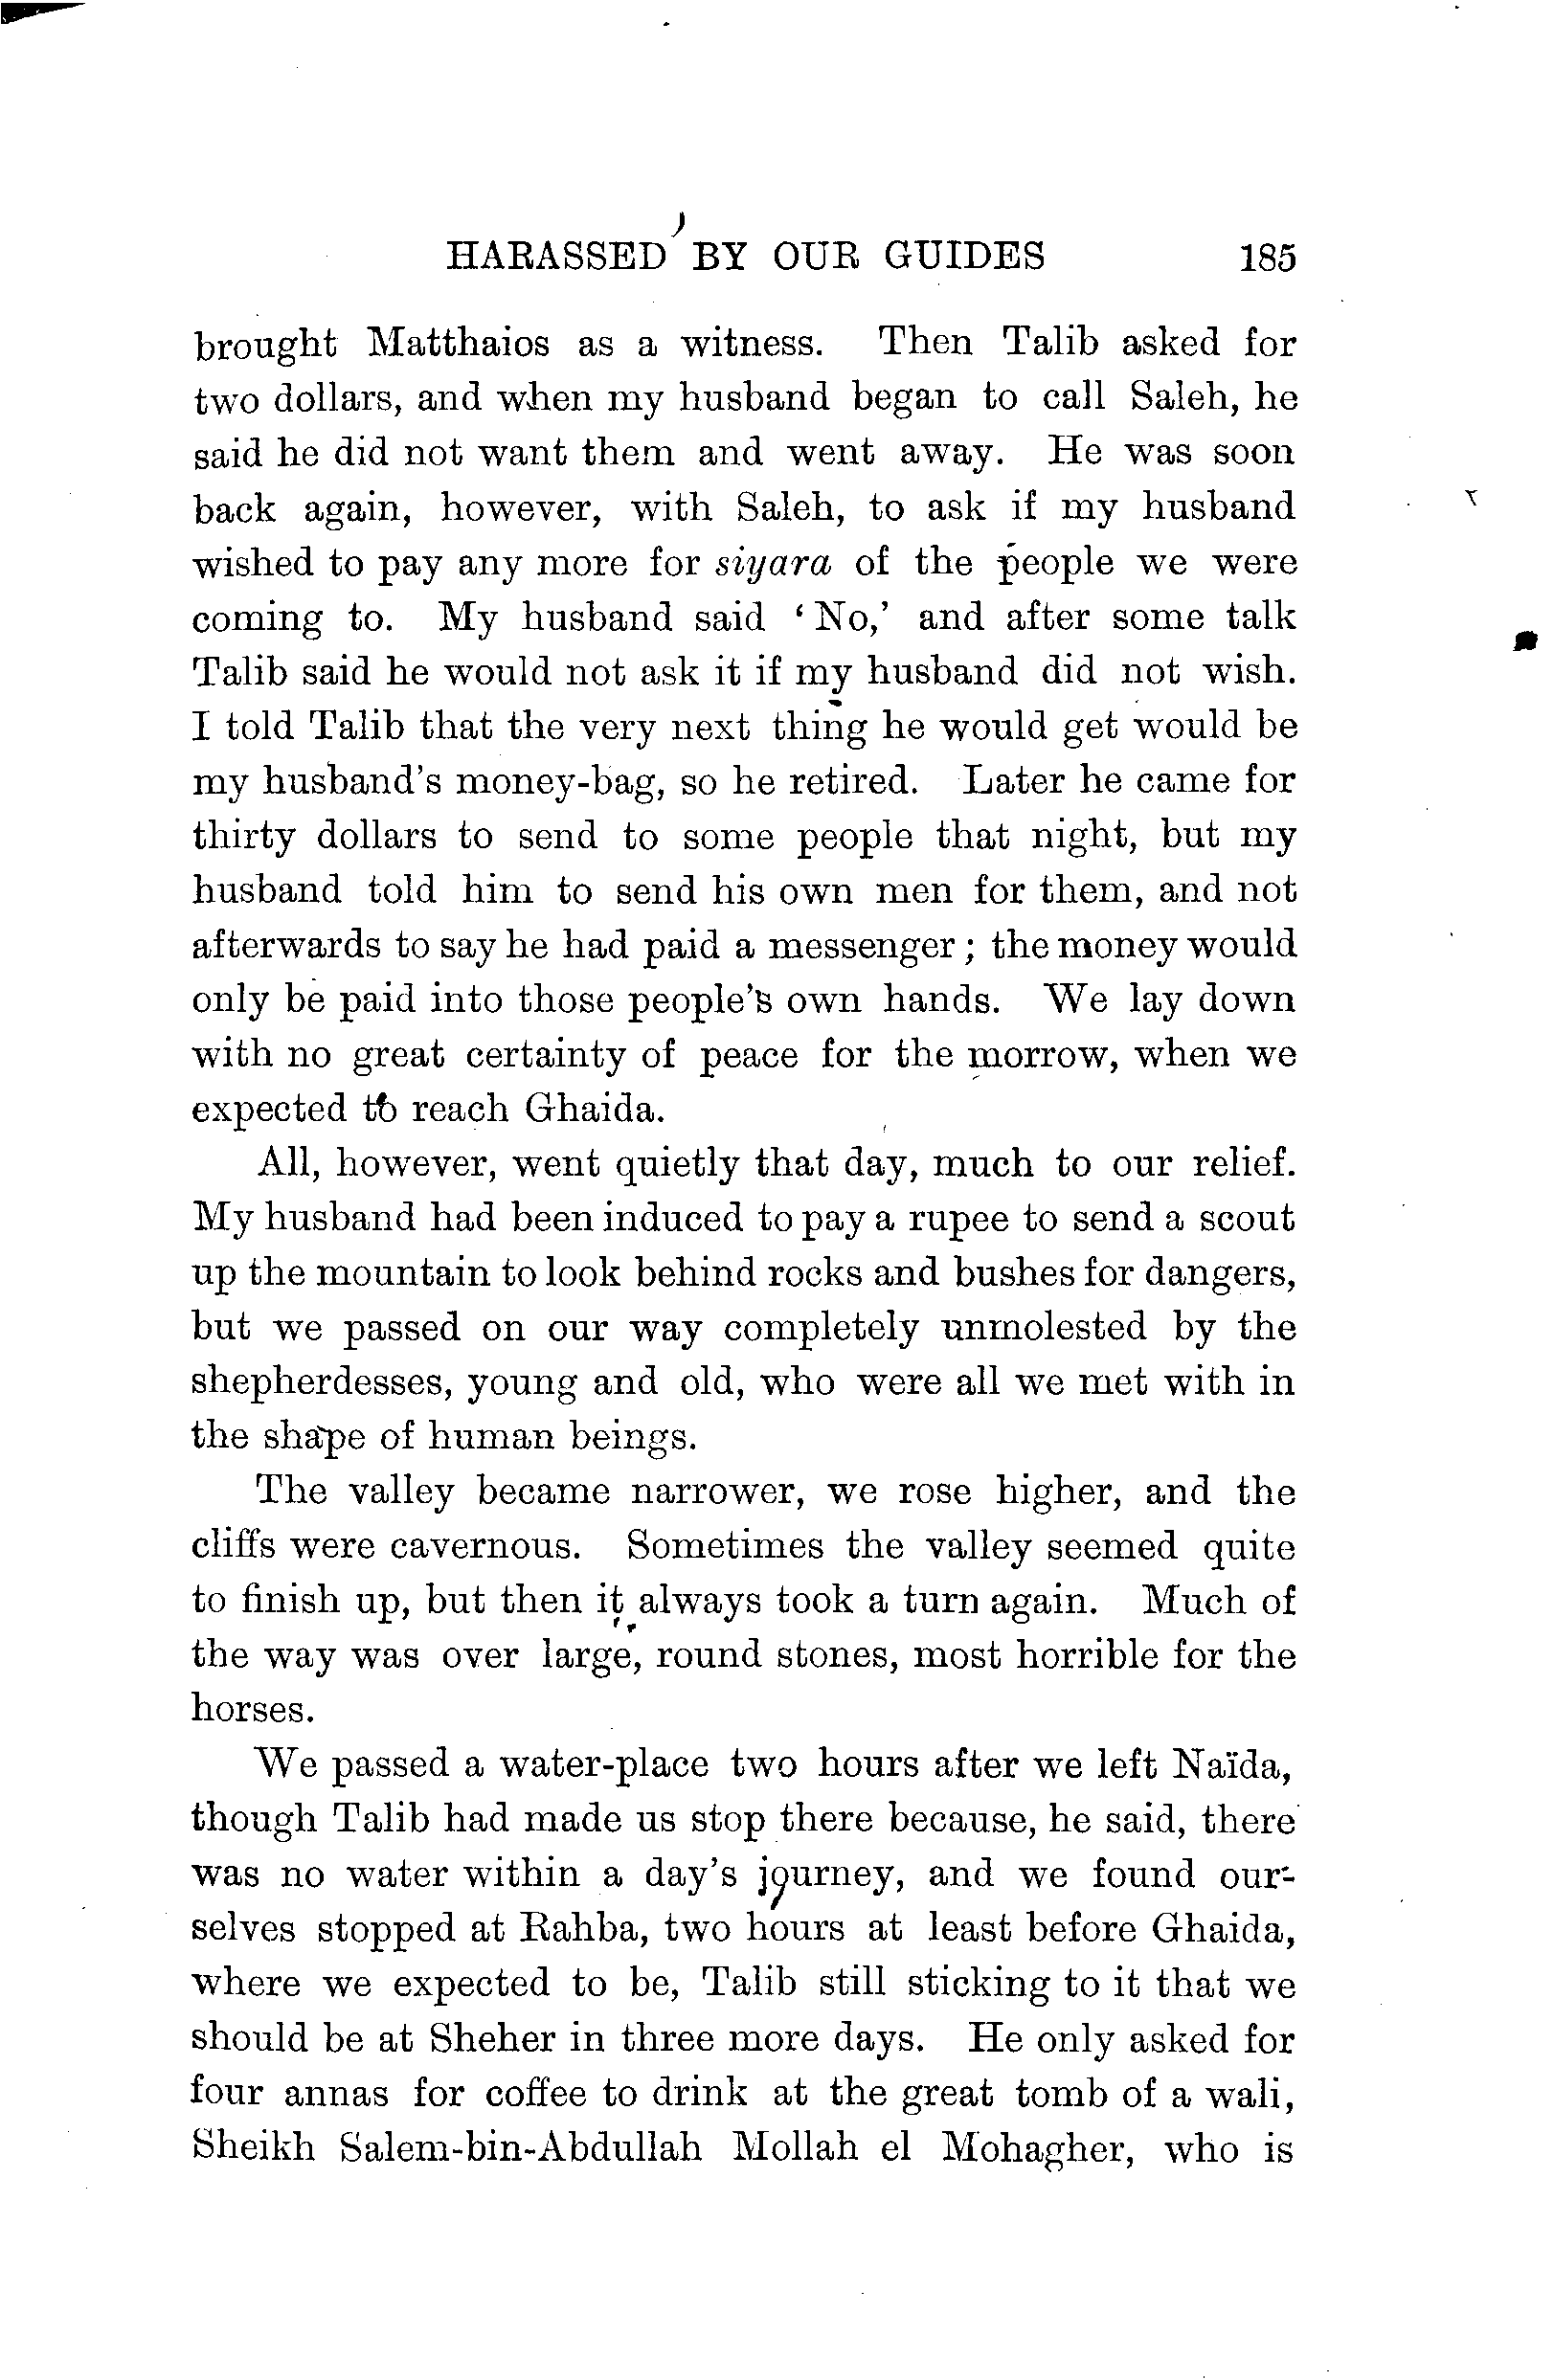 HARASSED BY OUR GUIDES 185
brought Matthaios as a witness. Then Talib asked for
two dollars, and when my husband began to call Saleh, he
said he did not want them and went away. He was soon
back again, however, with Saleh, to ask if my husband
wished to pay any more for siyara of the people we were
coming to. My husband said ‘No,’ and after some talk
Talib said he would not ask it if my husband did not wish.
I told Talib that the very next thing he would get would be
my husband’s money-bag, so he retired. Later he came for
thirty dollars to send to some people that night, but my
husband told him to send his own men for them, and not
afterwards to say he had paid a messenger; the money would
only be paid into those people’s own hands. We lay down
with no great certainty of peace for the morrow, when we
expected to reach Ghaida.
All, however, went quietly that day, much to our relief.
My husband had been induced to pay a rupee to send a scout
up the mountain to look behind rocks and bushes for dangers,
but we passed on our way completely unmolested by the
shepherdesses, young and old, who were all we met with in
the shape of human beings.
The valley became narrower, we rose higher, and the
cliffs were cavernous. Sometimes the valley seemed quite
to finish up, but then it always took a turn again. Much of
the way was over large, round stones, most horrible for the
horses.
We passed a water-place two hours after we left Naïda,
though Talib had made us stop there because, he said, there
was no water within a day’s journey, and we found our-
selves stopped at Rahba, two hours at least before Ghaida,
where we expected to be, Talib still sticking to it that we
should be at Sheher in three more days. He only asked for
four annas for coffee to drink at the great tomb of a wali,
Sheikh Salem-bin-Abdullah Mollah el Mohagher, who is